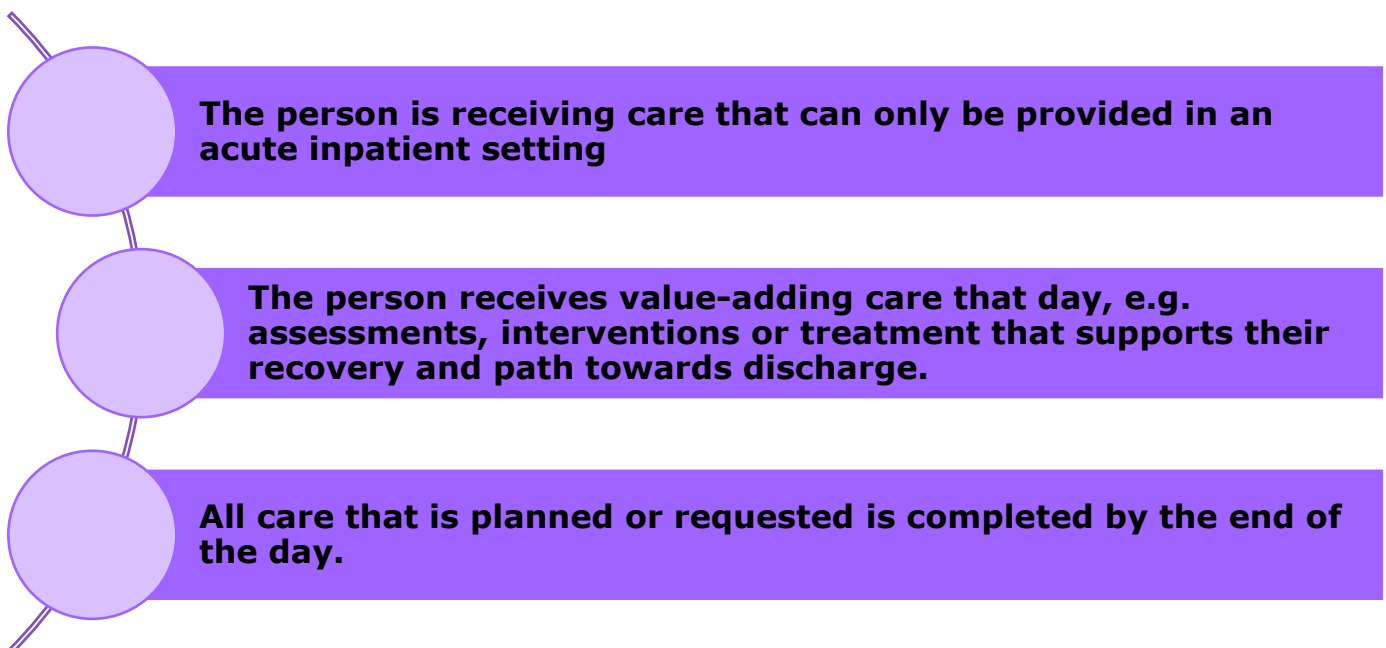 The person is receiving care that can only be provided in an
acute inpatient setting
The person receives value-adding care that day, e.g.
assessments, interventions or treatment that supports their
recovery and path towards discharge.
All care that is planned or requested is completed by the end of
the day.